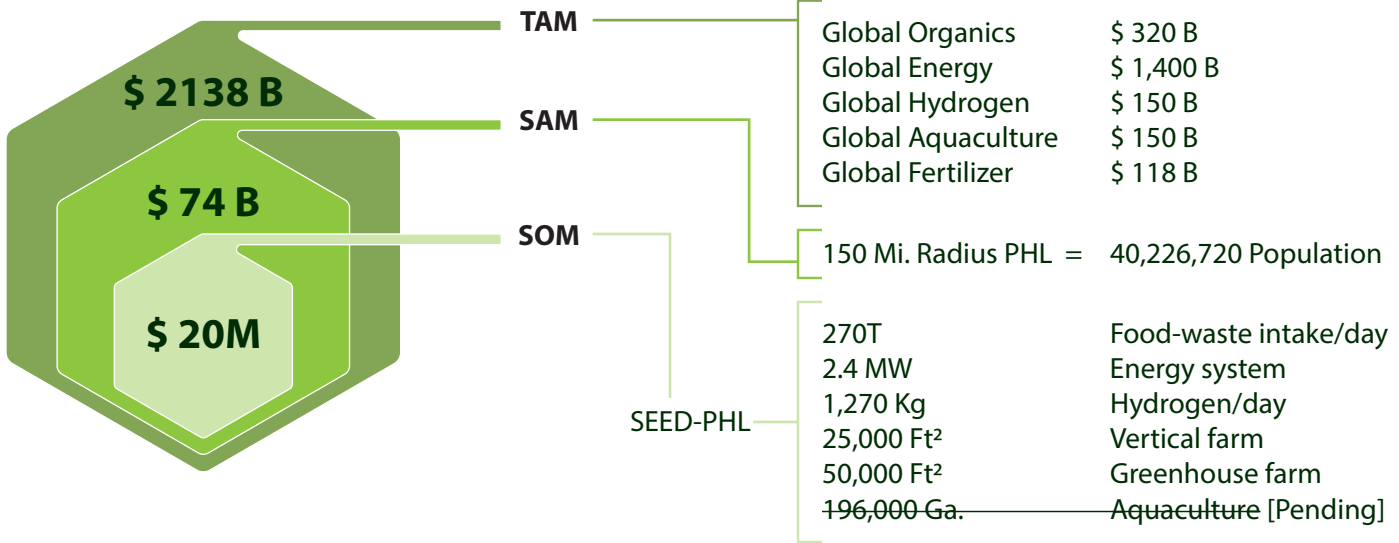 TAM
$ 2138 B
Global Organics $ 320 B
Global Energy $ 1,400 B
Global Hydrogen $ 150 B
Global Aquaculture $ 150 B
Global Fertilizer $ 118 B
SAM
$ 74 B
150 Mi. Radius PHL = 40,226,720 Population
SOM
$ 20M
SEED-PHL
270T Food-waste intake/day
2.4 MW Energy system
1,270 Kg Hydrogen/day
25,000 Ft² Vertical farm
50,000 Ft² Greenhouse farm
196,000 Ga. Aquaculture [Pending]